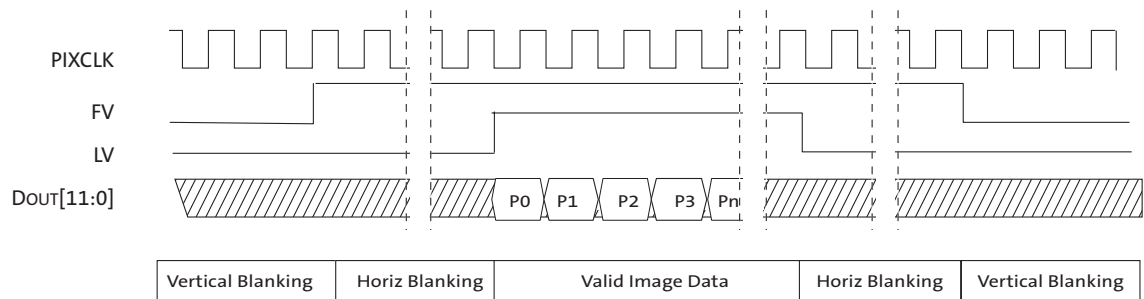 PIXCLK
FV
LV
DOUT[11:0]
P0 P1 P2 P3 Pn
Vertical Blanking Horiz Blanking Valid Image Data Horiz Blanking Vertical Blanking